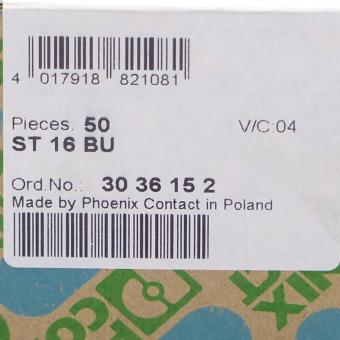 4 017918 821081
Pieces. 50 V/C:04
ST 16 BU
Ord.No.: 30 36 15 2
Made by Phoenix Contact in Poland